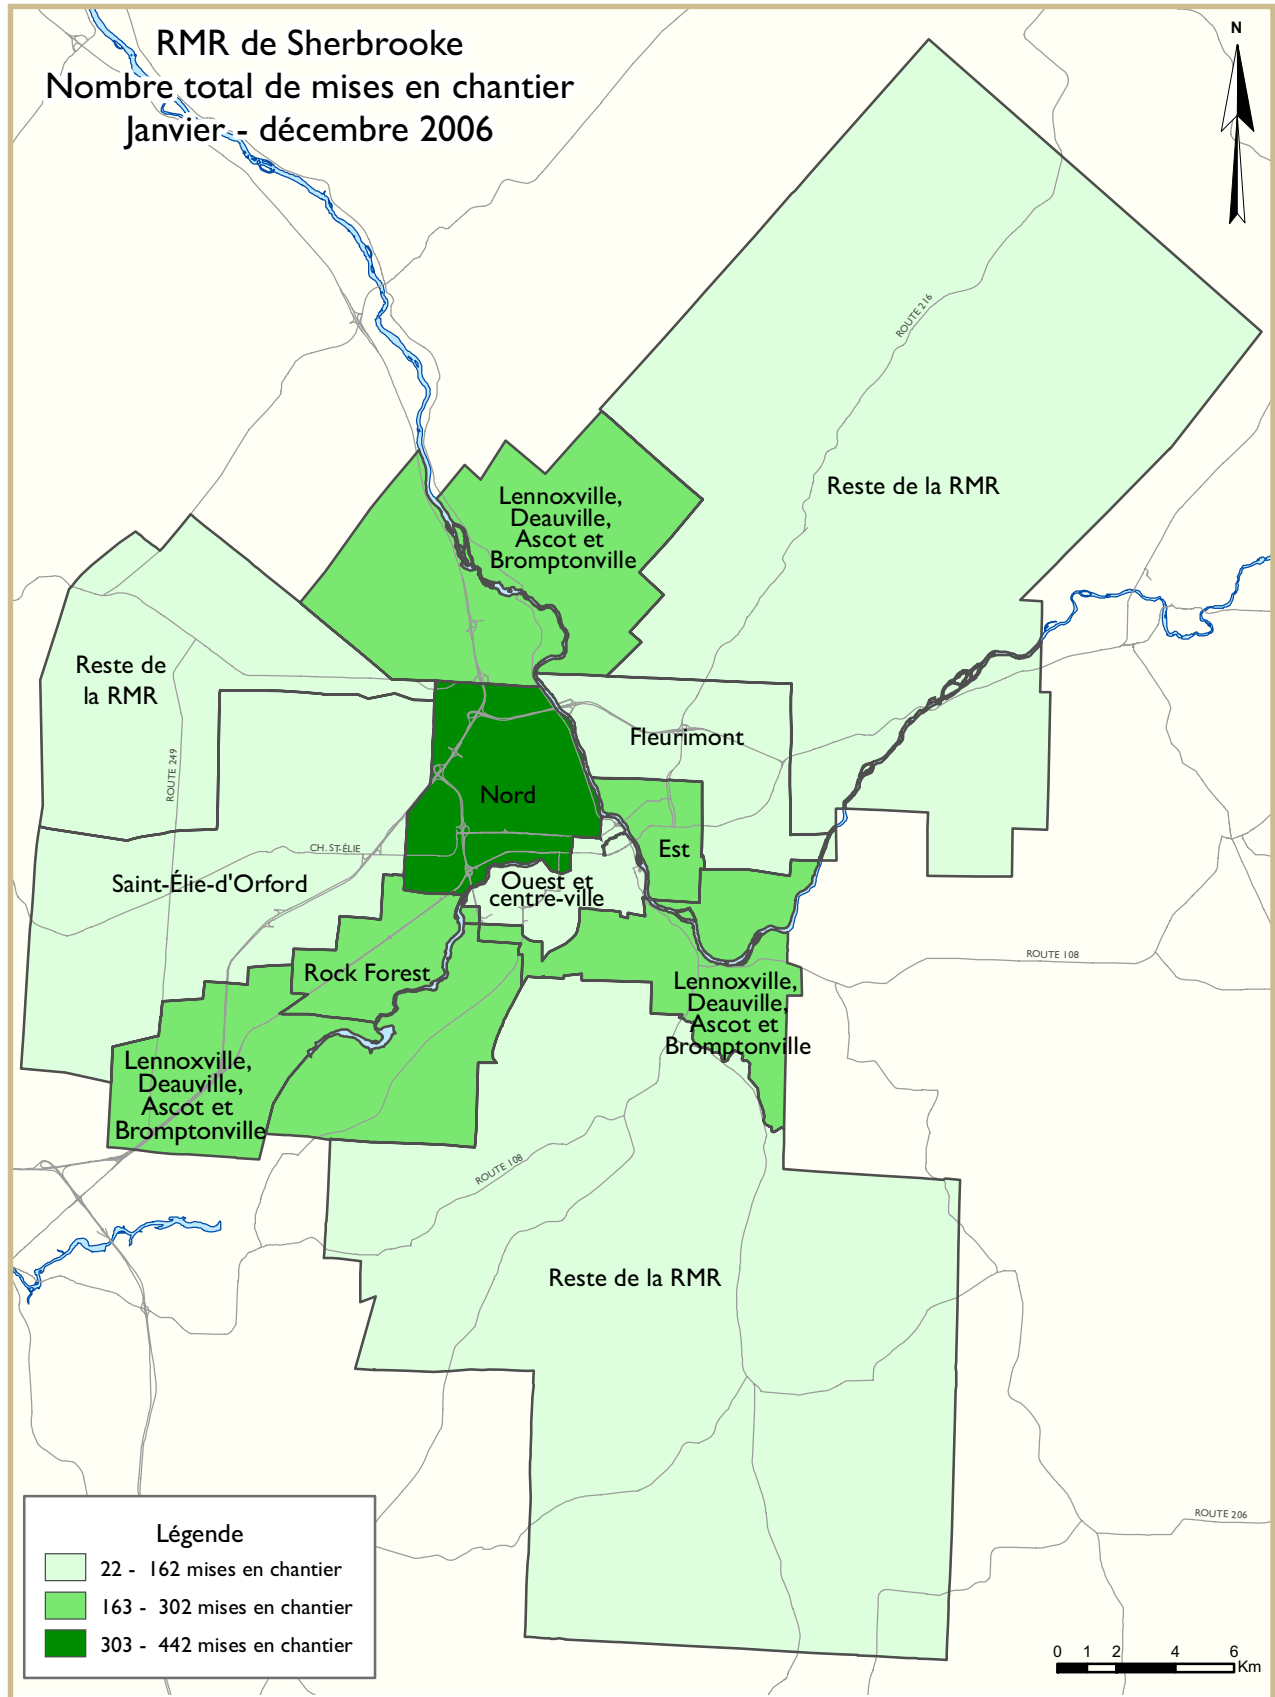 RMR de Sherbrooke
Nombre total de mises en chantier
Janvier - décembre 2006
N
ROUTE 216
Reste de la RMR
Lennoxville,
Deauville,
Ascot et
Bromptonville
Reste de
la RMR
ROUTE 249
Fleurimont
Nord
Est
CH. ST-ÉLIE
Saint-Élie-d'Orford
Ouest et
centre-ville
ROUTE 108
Rock Forest
Lennoxville,
Deauville,
Ascot et
Bromptonville
Lennoxville,
Deauville,
Ascot et
Bromptonville
ROUTE 108
Reste de la RMR
ROUTE 206
Légende
22 - 162 mises en chantier
163 - 302 mises en chantier
303 - 442 mises en chantier
0 1 2 4 6
Km